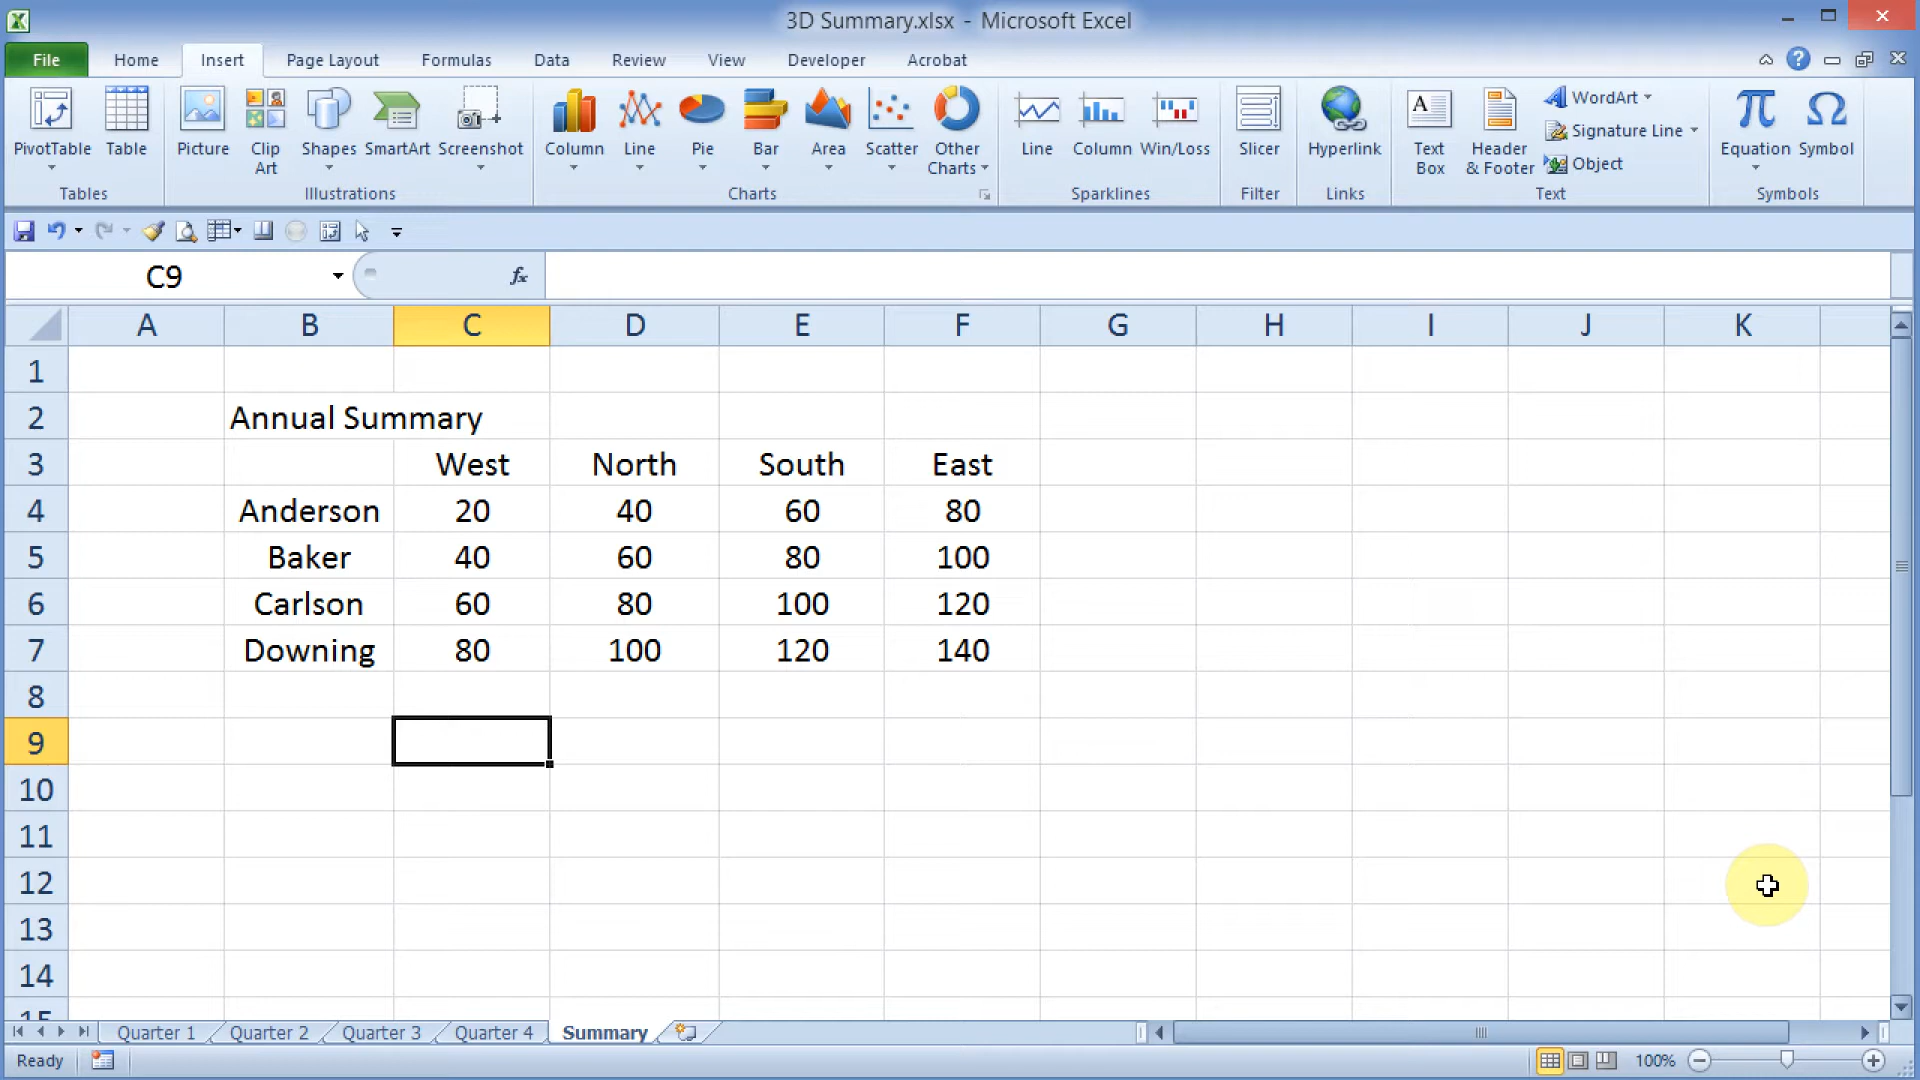 3D Summary.xlsx - Microsoft Excel
File Home Insert Page Layout Formulas Data Review View Developer Acrobat
PivotTable Table Picture Clip Art Shapes SmartArt Screenshot Column Line Pie Bar Area Scatter Other Charts Line Column Win/Loss Slicer Hyperlink Text Box Header & Footer WordArt Signature Line Object Equation Symbol
Tables Illustrations Charts Sparklines Filter Links Text Symbols
C9 fx
A B C D E F G H I J K
1
2 Annual Summary
3 West North South East
4 Anderson 20 40 60 80
5 Baker 40 60 80 100
6 Carlson 60 80 100 120
7 Downing 80 100 120 140
8
9
10
11
12
13
14
15
Quarter 1 Quarter 2 Quarter 3 Quarter 4 Summary
Ready 100%